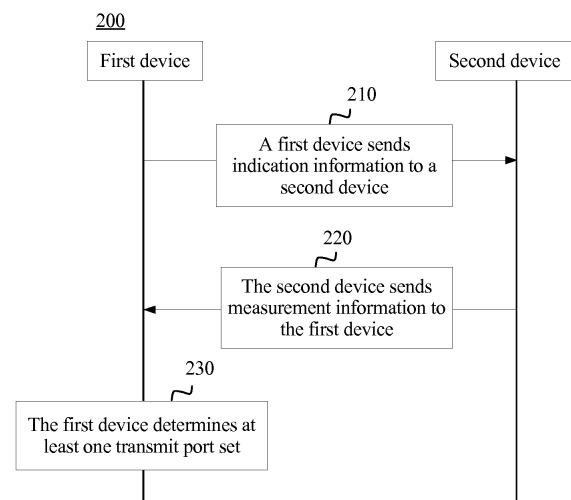 200
First device
Second device
210
A first device sends
indication information to a
second device
220
The second device sends
measurement information to
the first device
230
The first device determines at
least one transmit port set